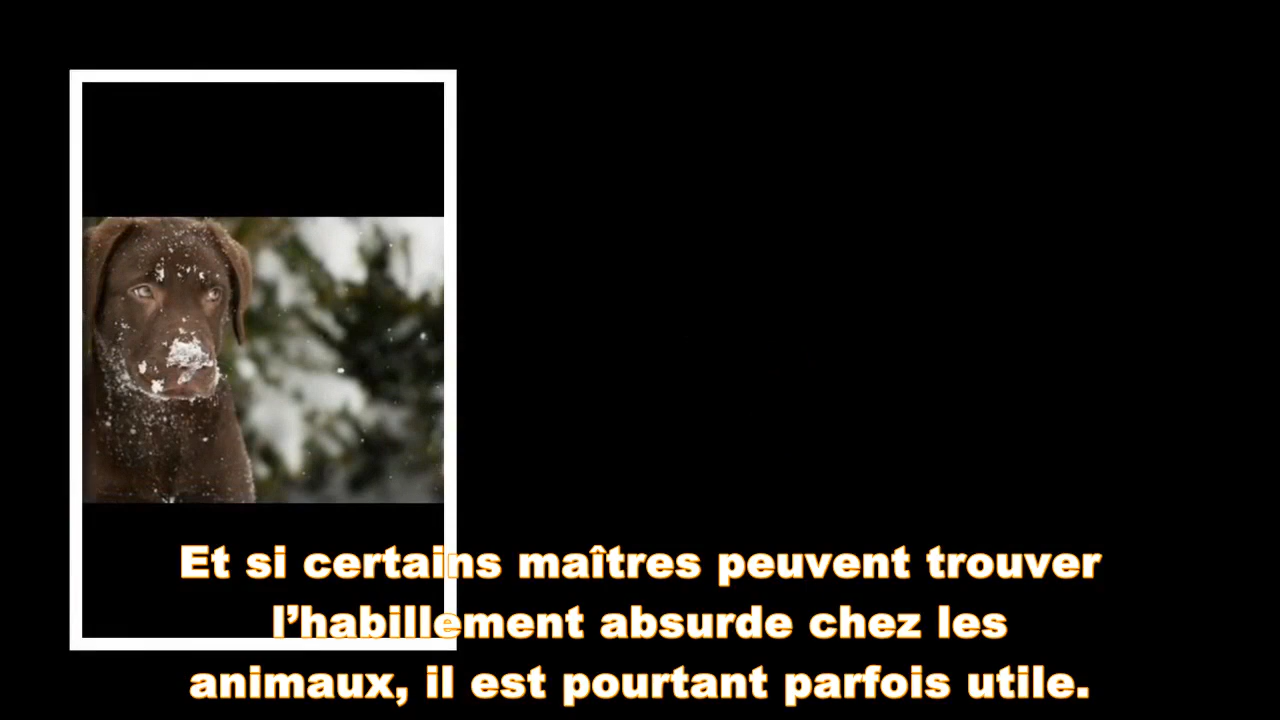 Et si certains maîtres peuvent trouver
l’habillement absurde chez les
animaux, il est pourtant parfois utile.